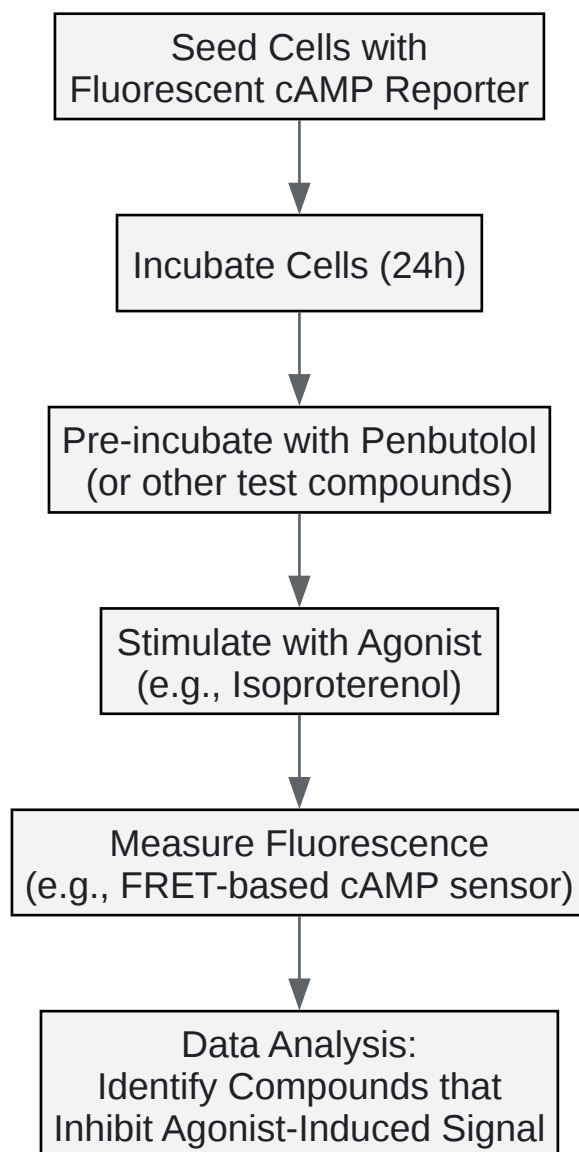 Seed Cells with
Fluorescent cAMP Reporter
Incubate Cells (24h)
Pre-incubate with Penbutolol
(or other test compounds)
Stimulate with Agonist
(e.g., Isoproterenol)
Measure Fluorescence
(e.g., FRET-based cAMP sensor)
Data Analysis:
Identify Compounds that
Inhibit Agonist-Induced Signal